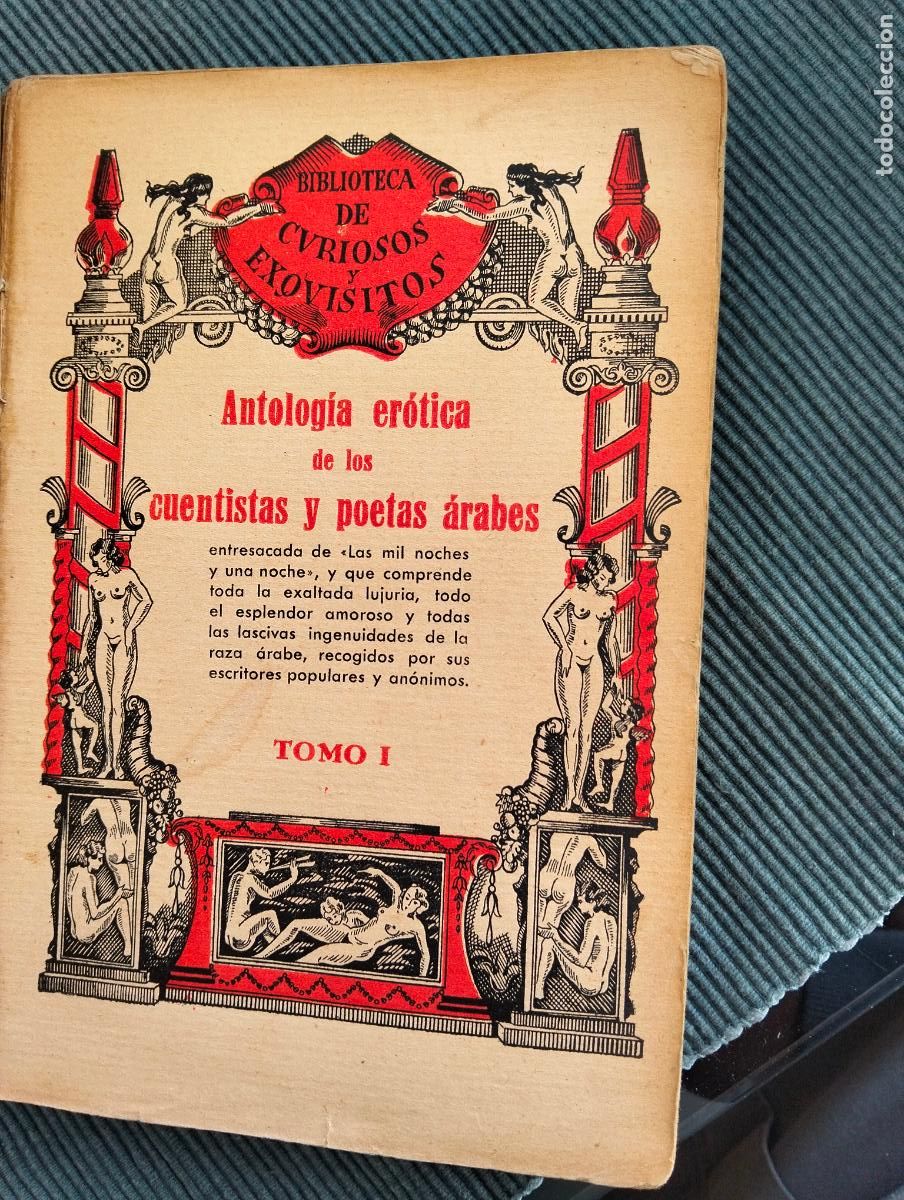 BIBLIOTECA
DE
CVRIOSOS
Y
EXQVISITOS
Antología erótica
de los
cuentistas y poetas árabes
entresacada de «Las mil noches
y una noche», y que comprende
toda la exaltada lujuria, todo
el esplendor amoroso y todas
las lascivas ingenuidades de la
raza árabe, recogidos por sus
escritores populares y anónimos.
TOMO I
todocoleccion